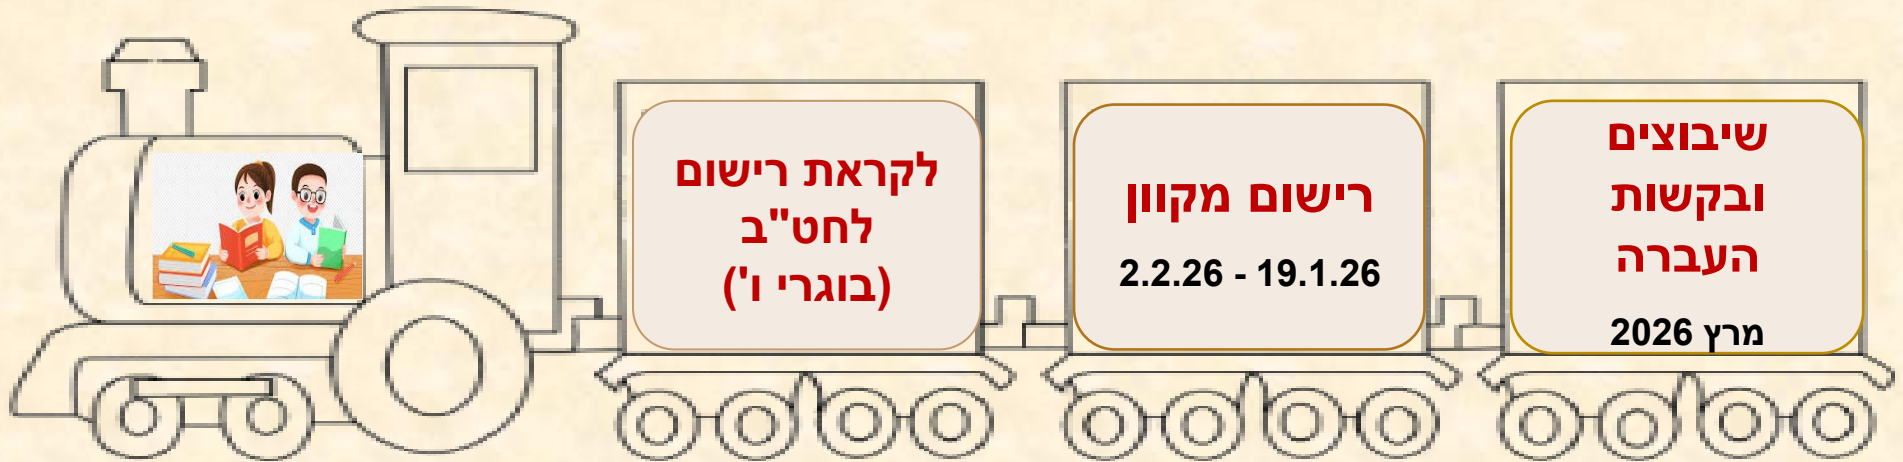 לקראת רישום
לחט"ב
(בוגרי ו')
רישום מקוון
2.2.26 - 19.1.26
שיבוצים
ובקשות
העברה
מרץ 2026